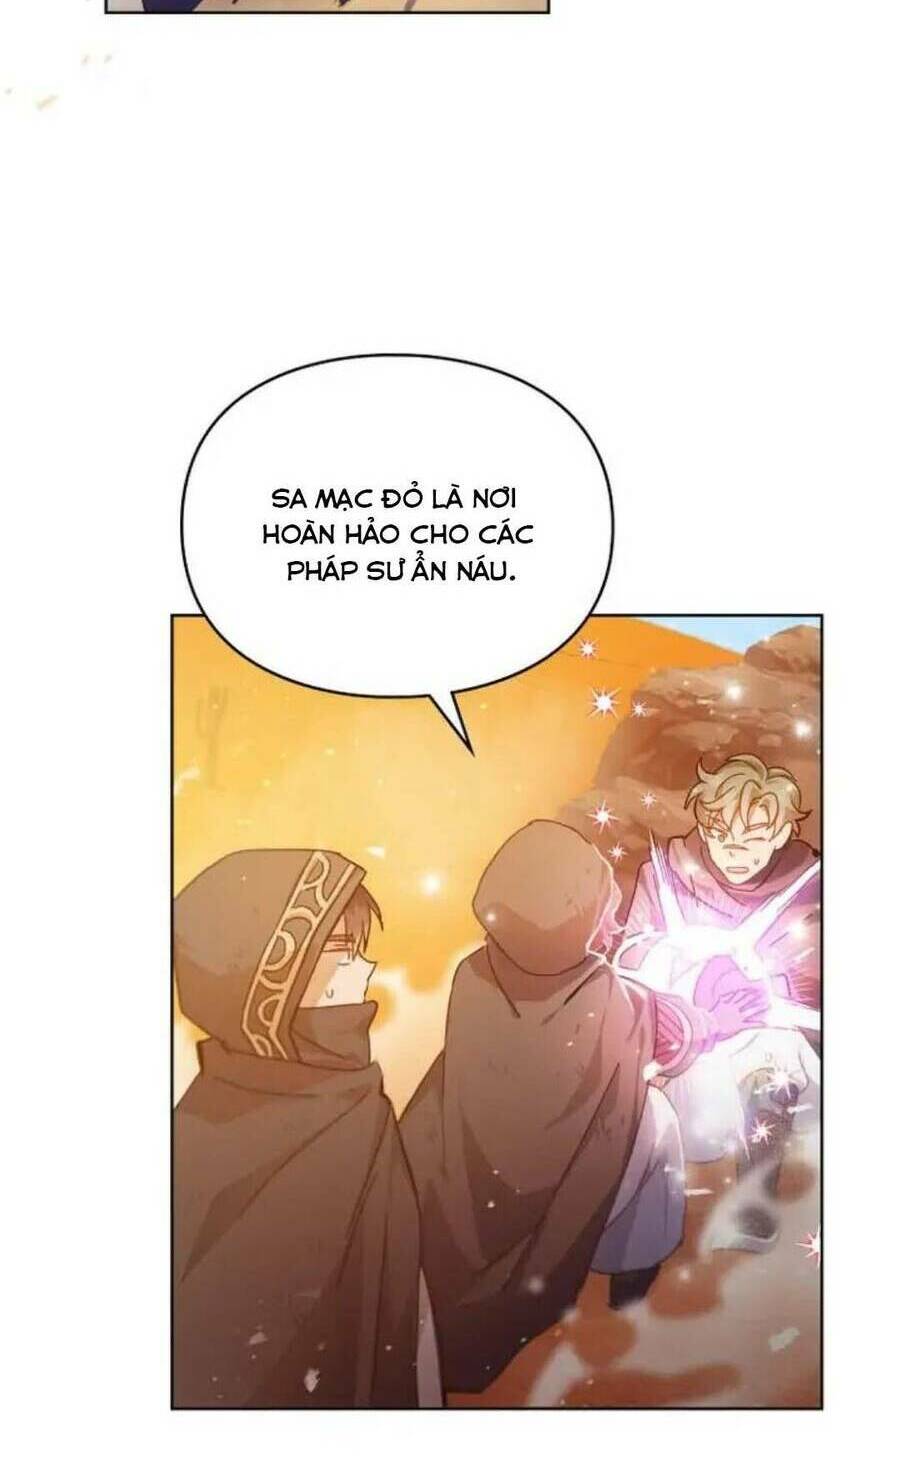 SA MẠC ĐỎ LÀ NƠI
HOÀN HẢO CHO CÁC
PHÁP SƯ ẨN NÁU.